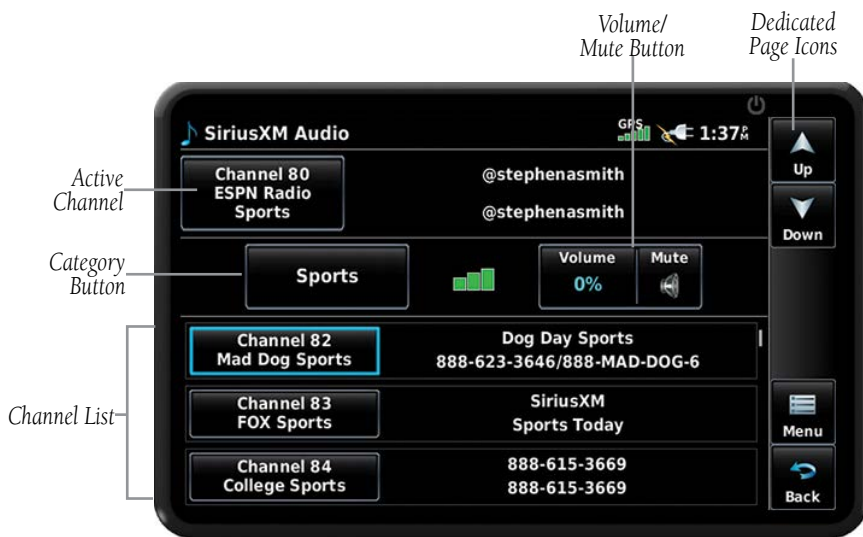 Volume/
Mute Button
Dedicated
Page Icons
SiriusXM Audio
GPS
1:37PM
Active
Channel
Channel 80
ESPN Radio
Sports
@stephenasmith
@stephenasmith
Up
Down
Category
Button
Sports
Volume
0%
Mute
Channel List
Channel 82
Mad Dog Sports
Dog Day Sports
888-623-3646/888-MAD-DOG-6
Channel 83
FOX Sports
SiriusXM
Sports Today
Channel 84
College Sports
888-615-3669
888-615-3669
Menu
Back